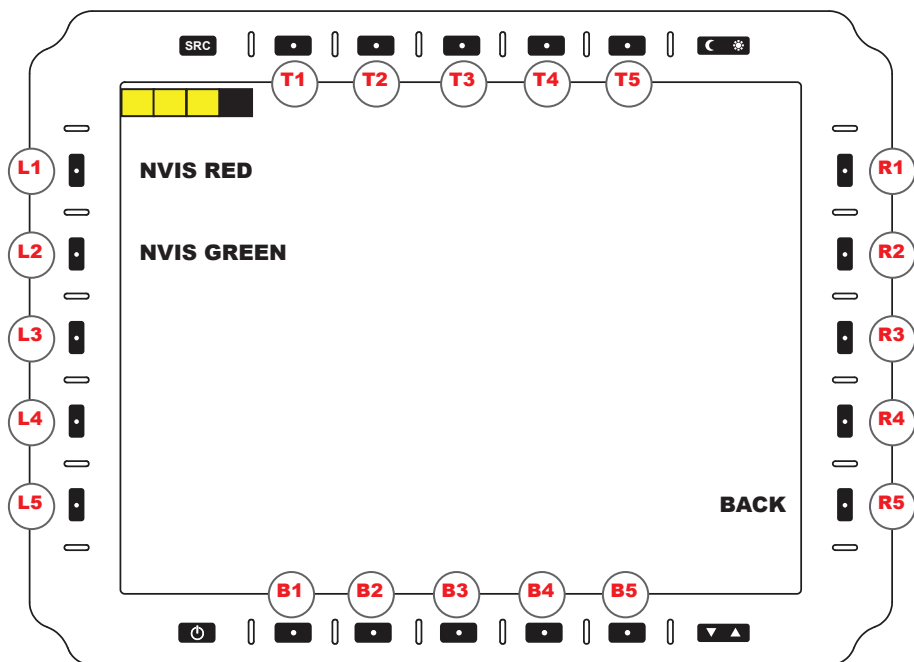 SRC
T1 T2 T3 T4 T5
L1 NVIS RED R1
L2 NVIS GREEN R2
L3 R3
L4 R4
L5 BACK R5
B1 B2 B3 B4 B5